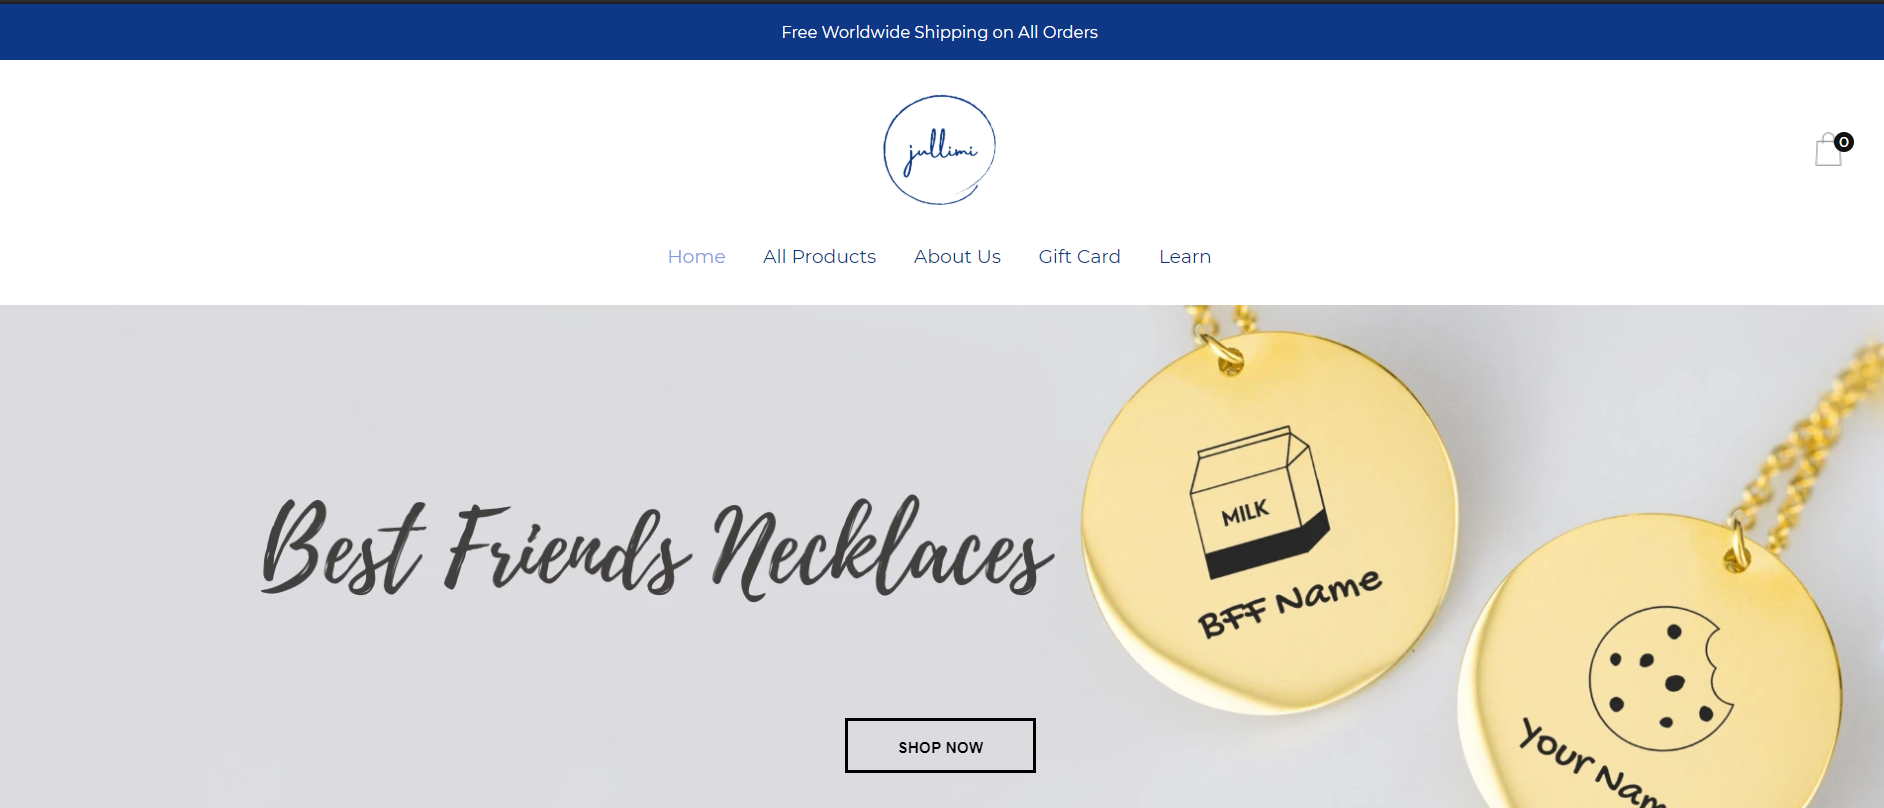 Free Worldwide Shipping on All Orders
jullimi
0
Home All Products About Us Gift Card Learn
Best Friends Necklaces
MILK
BFF Name
Your Nam
SHOP NOW